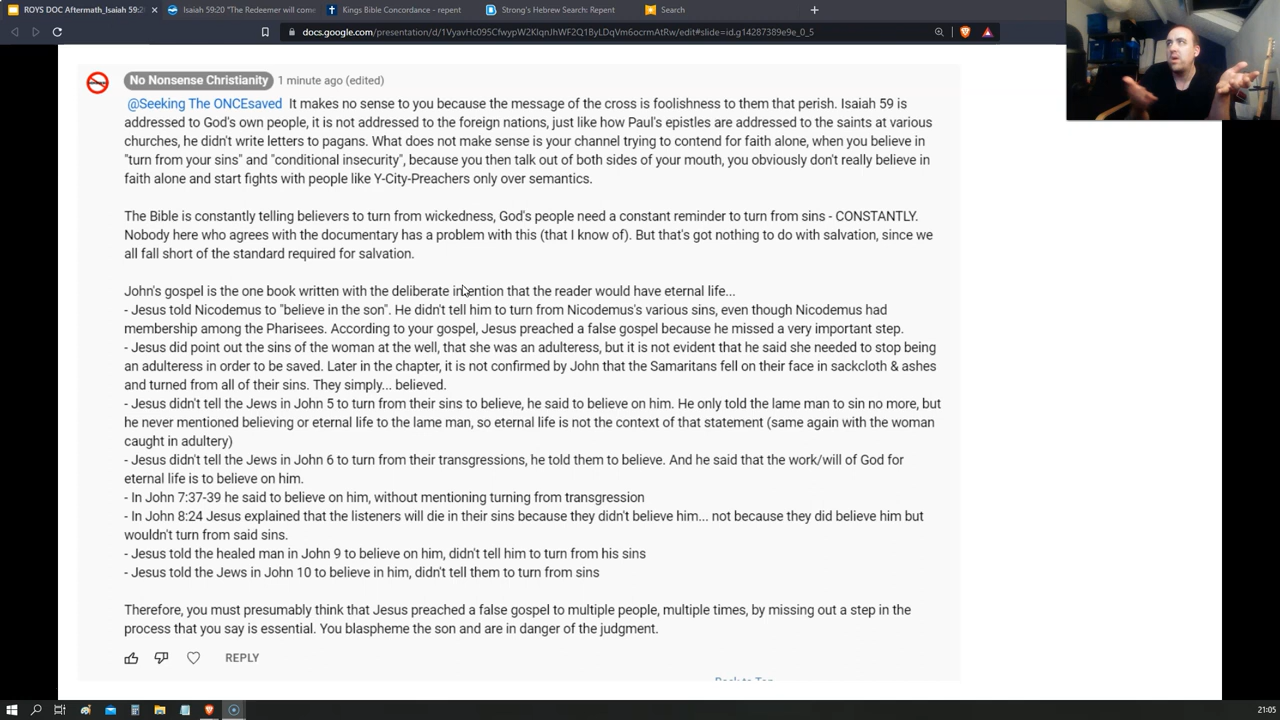 ROYS DOC Aftermath_Isaiah 59:2
Isaiah 59:20 "The Redeemer will come
Kings Bible Concordance - repent
Strong's Hebrew Search: Repent
Search
docs.google.com/presentation/d/1VyavHc095CfwypW2KlqnJhWF2Q1ByLDqVm6ocrmAtRw/edit#slide=id.g14287389e9e_0_5
No Nonsense Christianity 1 minute ago (edited)
@Seeking The ONCEsaved It makes no sense to you because the message of the cross is foolishness to them that perish. Isaiah 59 is
addressed to God's own people, it is not addressed to the foreign nations, just like how Paul's epistles are addressed to the saints at various
churches, he didn't write letters to pagans. What does not make sense is your channel trying to contend for faith alone, when you believe in
"turn from your sins" and "conditional insecurity", because you then talk out of both sides of your mouth, you obviously don't really believe in
faith alone and start fights with people like Y-City-Preachers only over semantics.
The Bible is constantly telling believers to turn from wickedness, God's people need a constant reminder to turn from sins - CONSTANTLY.
Nobody here who agrees with the documentary has a problem with this (that I know of). But that's got nothing to do with salvation, since we
all fall short of the standard required for salvation.
John's gospel is the one book written with the deliberate intention that the reader would have eternal life...
- Jesus told Nicodemus to "believe in the son". He didn't tell him to turn from Nicodemus's various sins, even though Nicodemus had
membership among the Pharisees. According to your gospel, Jesus preached a false gospel because he missed a very important step.
- Jesus did point out the sins of the woman at the well, that she was an adulteress, but it is not evident that he said she needed to stop being
an adulteress in order to be saved. Later in the chapter, it is not confirmed by John that the Samaritans fell on their face in sackcloth & ashes
and turned from all of their sins. They simply... believed.
- Jesus didn't tell the Jews in John 5 to turn from their sins to believe, he said to believe on him. He only told the lame man to sin no more, but
he never mentioned believing or eternal life to the lame man, so eternal life is not the context of that statement (same again with the woman
caught in adultery)
- Jesus didn't tell the Jews in John 6 to turn from their transgressions, he told them to believe. And he said that the work/will of God for
eternal life is to believe on him.
- In John 7:37-39 he said to believe on him, without mentioning turning from transgression
- In John 8:24 Jesus explained that the listeners will die in their sins because they didn't believe him... not because they did believe him but
wouldn't turn from said sins.
- Jesus told the healed man in John 9 to believe on him, didn't tell him to turn from his sins
- Jesus told the Jews in John 10 to believe in him, didn't tell them to turn from sins
Therefore, you must presumably think that Jesus preached a false gospel to multiple people, multiple times, by missing out a step in the
process that you say is essential. You blaspheme the son and are in danger of the judgment.
REPLY
Back to Top
21:05